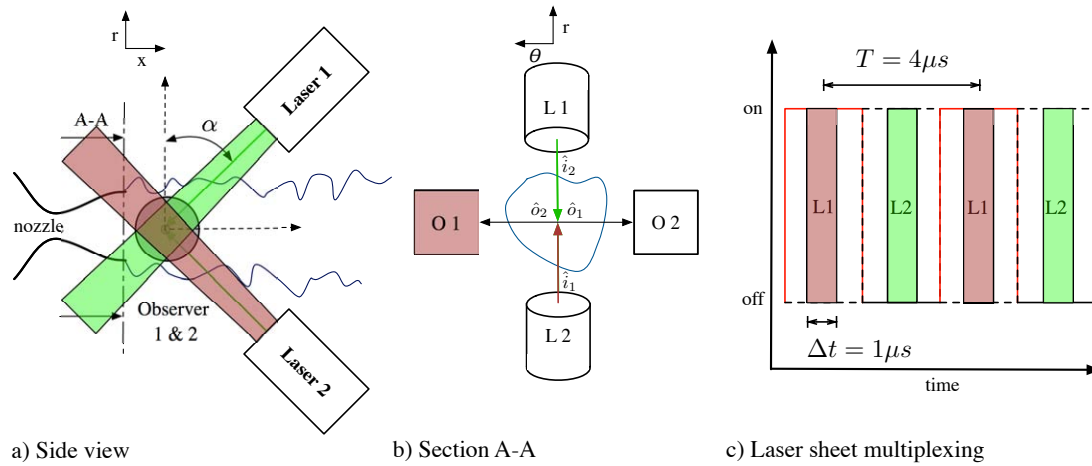 r
x
A-A
α
Laser 1
nozzle
Observer
1 & 2
Laser 2
a) Side view
r
θ
L 1
î₂
O 1
ô₂
ô₁
O 2
î₁
L 2
b) Section A-A
T = 4μs
on
L1
L2
L1
L2
off
Δt = 1μs
time
c) Laser sheet multiplexing